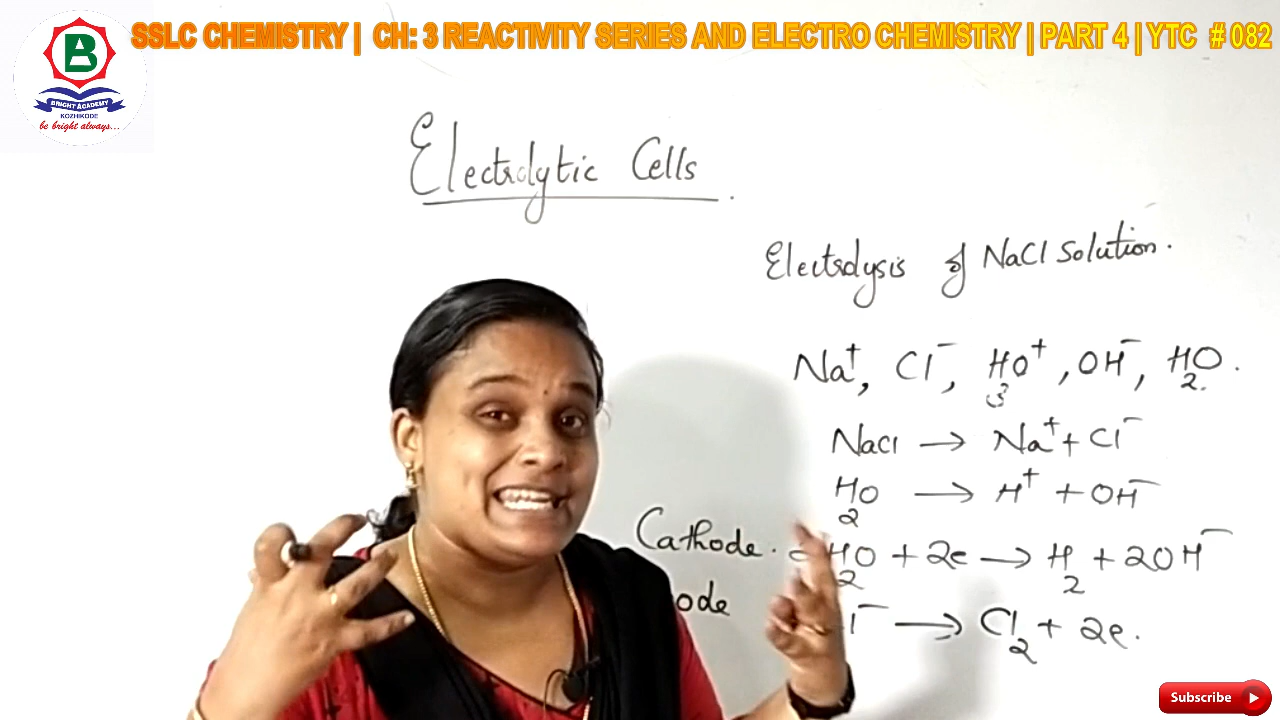 SSLC CHEMISTRY | CH: 3 REACTIVITY SERIES AND ELECTRO CHEMISTRY | PART 4 | YTC # 082
B
BRIGHT ACADEMY
KOZHIKODE
be bright always...
Electrolytic Cells.
Electrolysis of NaCl Solution.
Na⁺, Cl⁻, H₃O⁺, OH⁻, H₂O.
NaCl → Na⁺ + Cl⁻
H₂O → H⁺ + OH⁻
Cathode. H₂O + 2e → H₂ + 2OH⁻
ode l⁻ → Cl₂ + 2e.
Subscribe